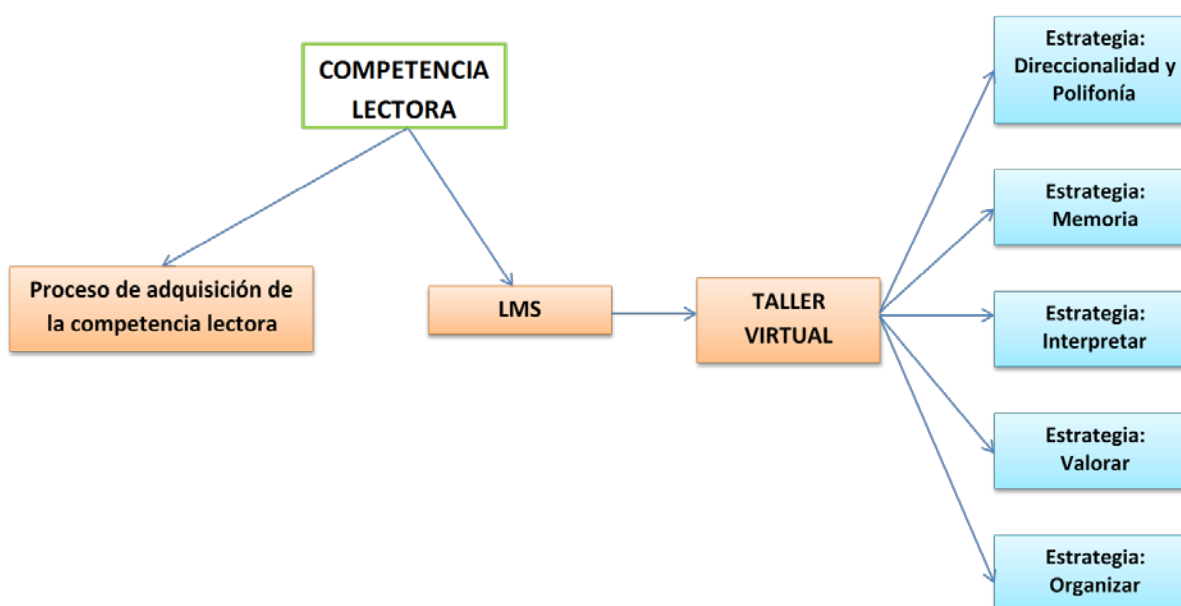 COMPETENCIA
LECTORA
Proceso de adquisición de
la competencia lectora
LMS
TALLER
VIRTUAL
Estrategia:
Direccionalidad y
Polifonía
Estrategia:
Memoria
Estrategia:
Interpretar
Estrategia:
Valorar
Estrategia:
Organizar